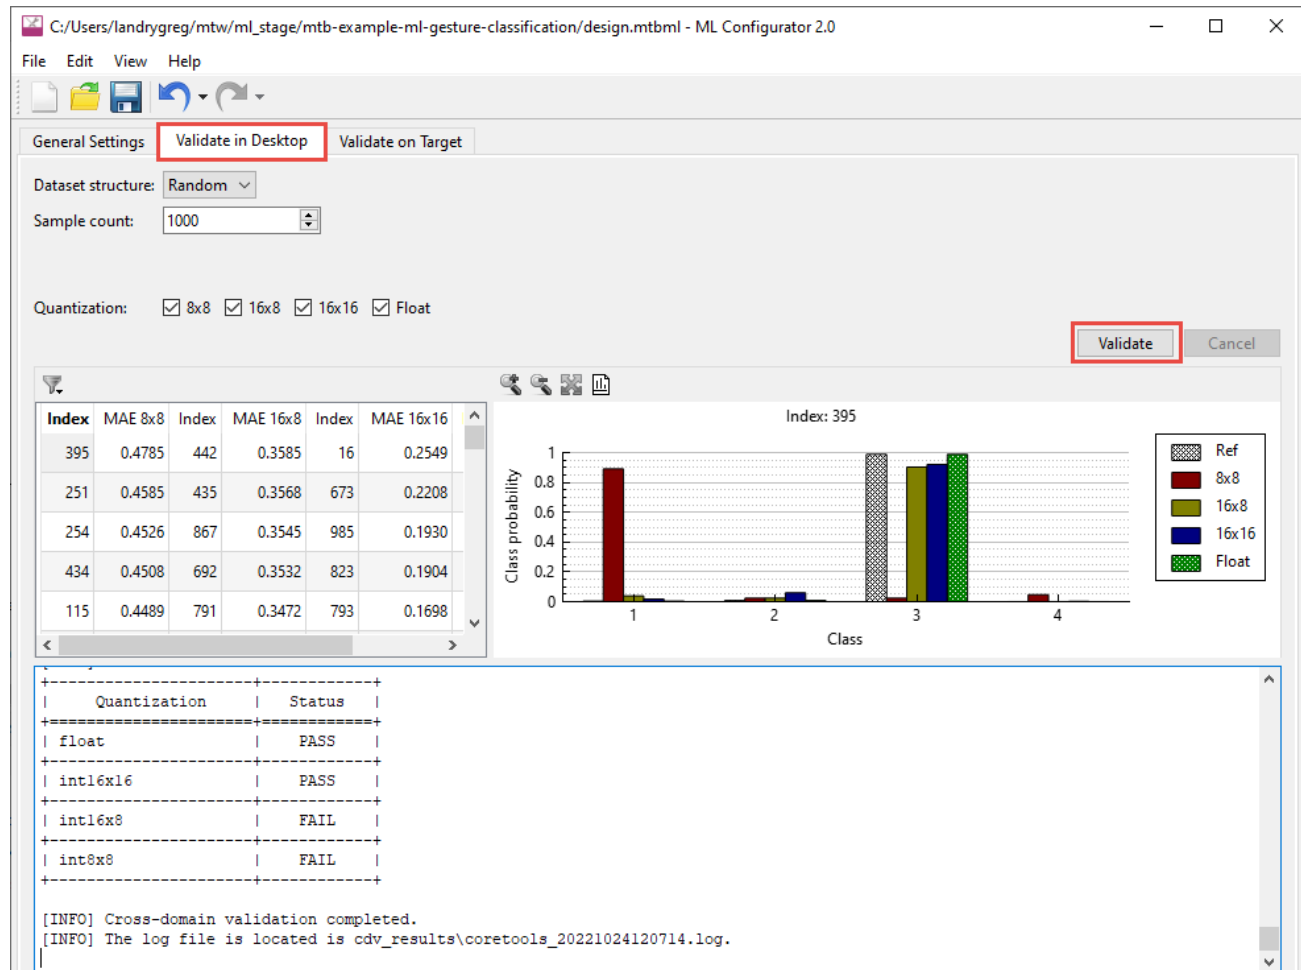 C:/Users/landrygreg/mtw/ml_stage/mtb-example-ml-gesture-classification/design.mtbml - ML Configurator 2.0
File Edit View Help
General Settings Validate in Desktop Validate on Target
Dataset structure: Random
Sample count: 1000
Quantization: 8x8 16x8 16x16 Float
Validate Cancel
Index MAE 8x8 Index MAE 16x8 Index MAE 16x16
395 0.4785 442 0.3585 16 0.2549
251 0.4585 435 0.3568 673 0.2208
254 0.4526 867 0.3545 985 0.1930
434 0.4508 692 0.3532 823 0.1904
115 0.4489 791 0.3472 793 0.1698
Index: 395
Class probability
1
0.8
0.6
0.4
0.2
0
1 2 3 4
Class
Ref
8x8
16x8
16x16
Float
+----------------------+------------+
| Quantization | Status |
+======================+============+
| float | PASS |
+----------------------+------------+
| int16x16 | PASS |
+----------------------+------------+
| int16x8 | FAIL |
+----------------------+------------+
| int8x8 | FAIL |
+----------------------+------------+
[INFO] Cross-domain validation completed.
[INFO] The log file is located is cdv_results\coretools_20221024120714.log.